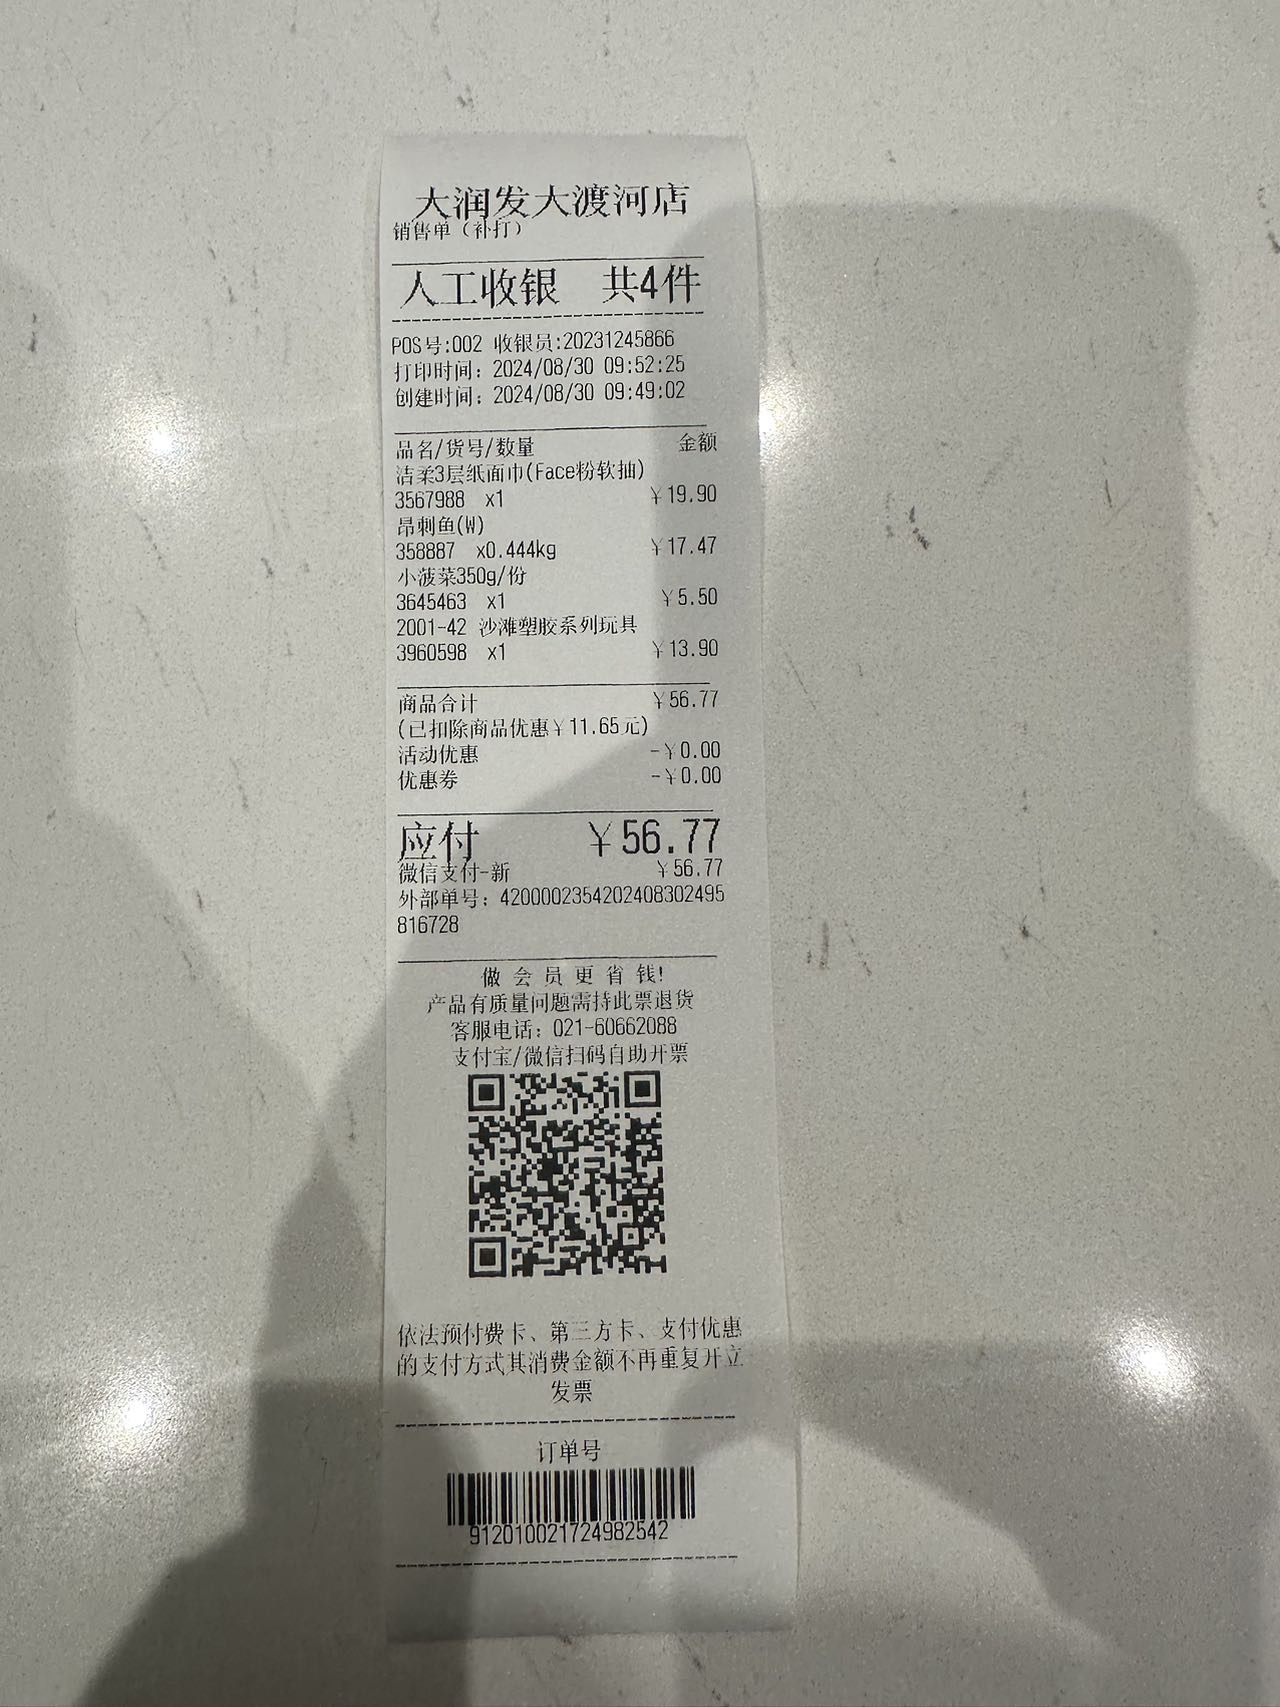 大润发大渡河店
销售单（补打）
人工收银 共4件
POS号:002 收银员:20231245866
打印时间：2024/08/30 09:52:25
创建时间：2024/08/30 09:49:02
品名/货号/数量 金额
洁柔3层纸面巾(Face粉软抽)
3567988 x1 ￥19.90
昂刺鱼(W)
358887 x0.444kg ￥17.47
小菠菜350g/份
3645463 x1 ￥5.50
2001-42 沙滩塑胶系列玩具
3960598 x1 ￥13.90
商品合计 ￥56.77
(已扣除商品优惠￥11.65元)
活动优惠 -￥0.00
优惠券 -￥0.00
应付 ￥56.77
微信支付-新 ￥56.77
外部单号：4200002354202408302495
816728
做会员更省钱!
产品有质量问题需持此票退货
客服电话：021-60662088
支付宝/微信扫码自助开票
依法预付费卡、第三方卡、支付优惠
的支付方式其消费金额不再重复开立
发票
订单号
912010021724982542